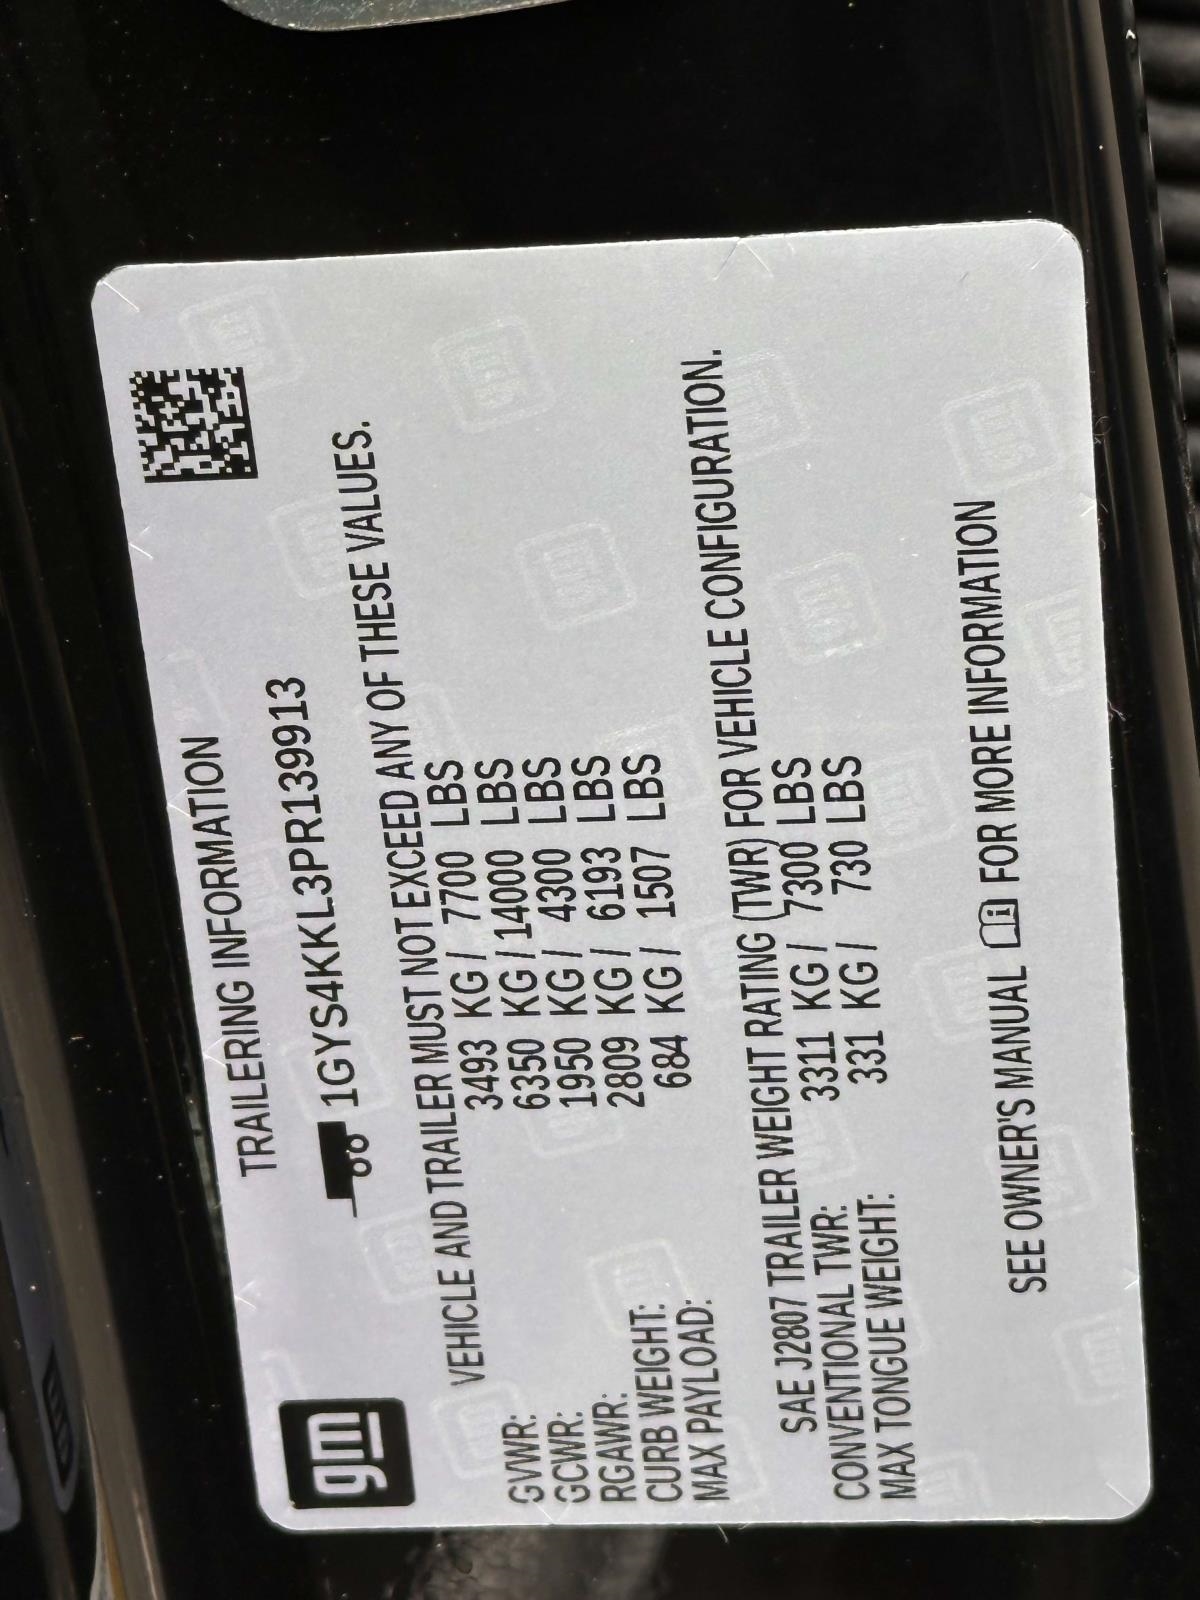 gm
TRAILERING INFORMATION
1GYS4KKL3PR139913
VEHICLE AND TRAILER MUST NOT EXCEED ANY OF THESE VALUES.
GVWR: 3493 KG / 7700 LBS
GCWR: 6350 KG / 14000 LBS
RGAWR: 1950 KG / 4300 LBS
CURB WEIGHT: 2809 KG / 6193 LBS
MAX PAYLOAD: 684 KG / 1507 LBS
SAE J2807 TRAILER WEIGHT RATING (TWR) FOR VEHICLE CONFIGURATION.
CONVENTIONAL TWR: 3311 KG / 7300 LBS
MAX TONGUE WEIGHT: 331 KG / 730 LBS
SEE OWNER'S MANUAL FOR MORE INFORMATION